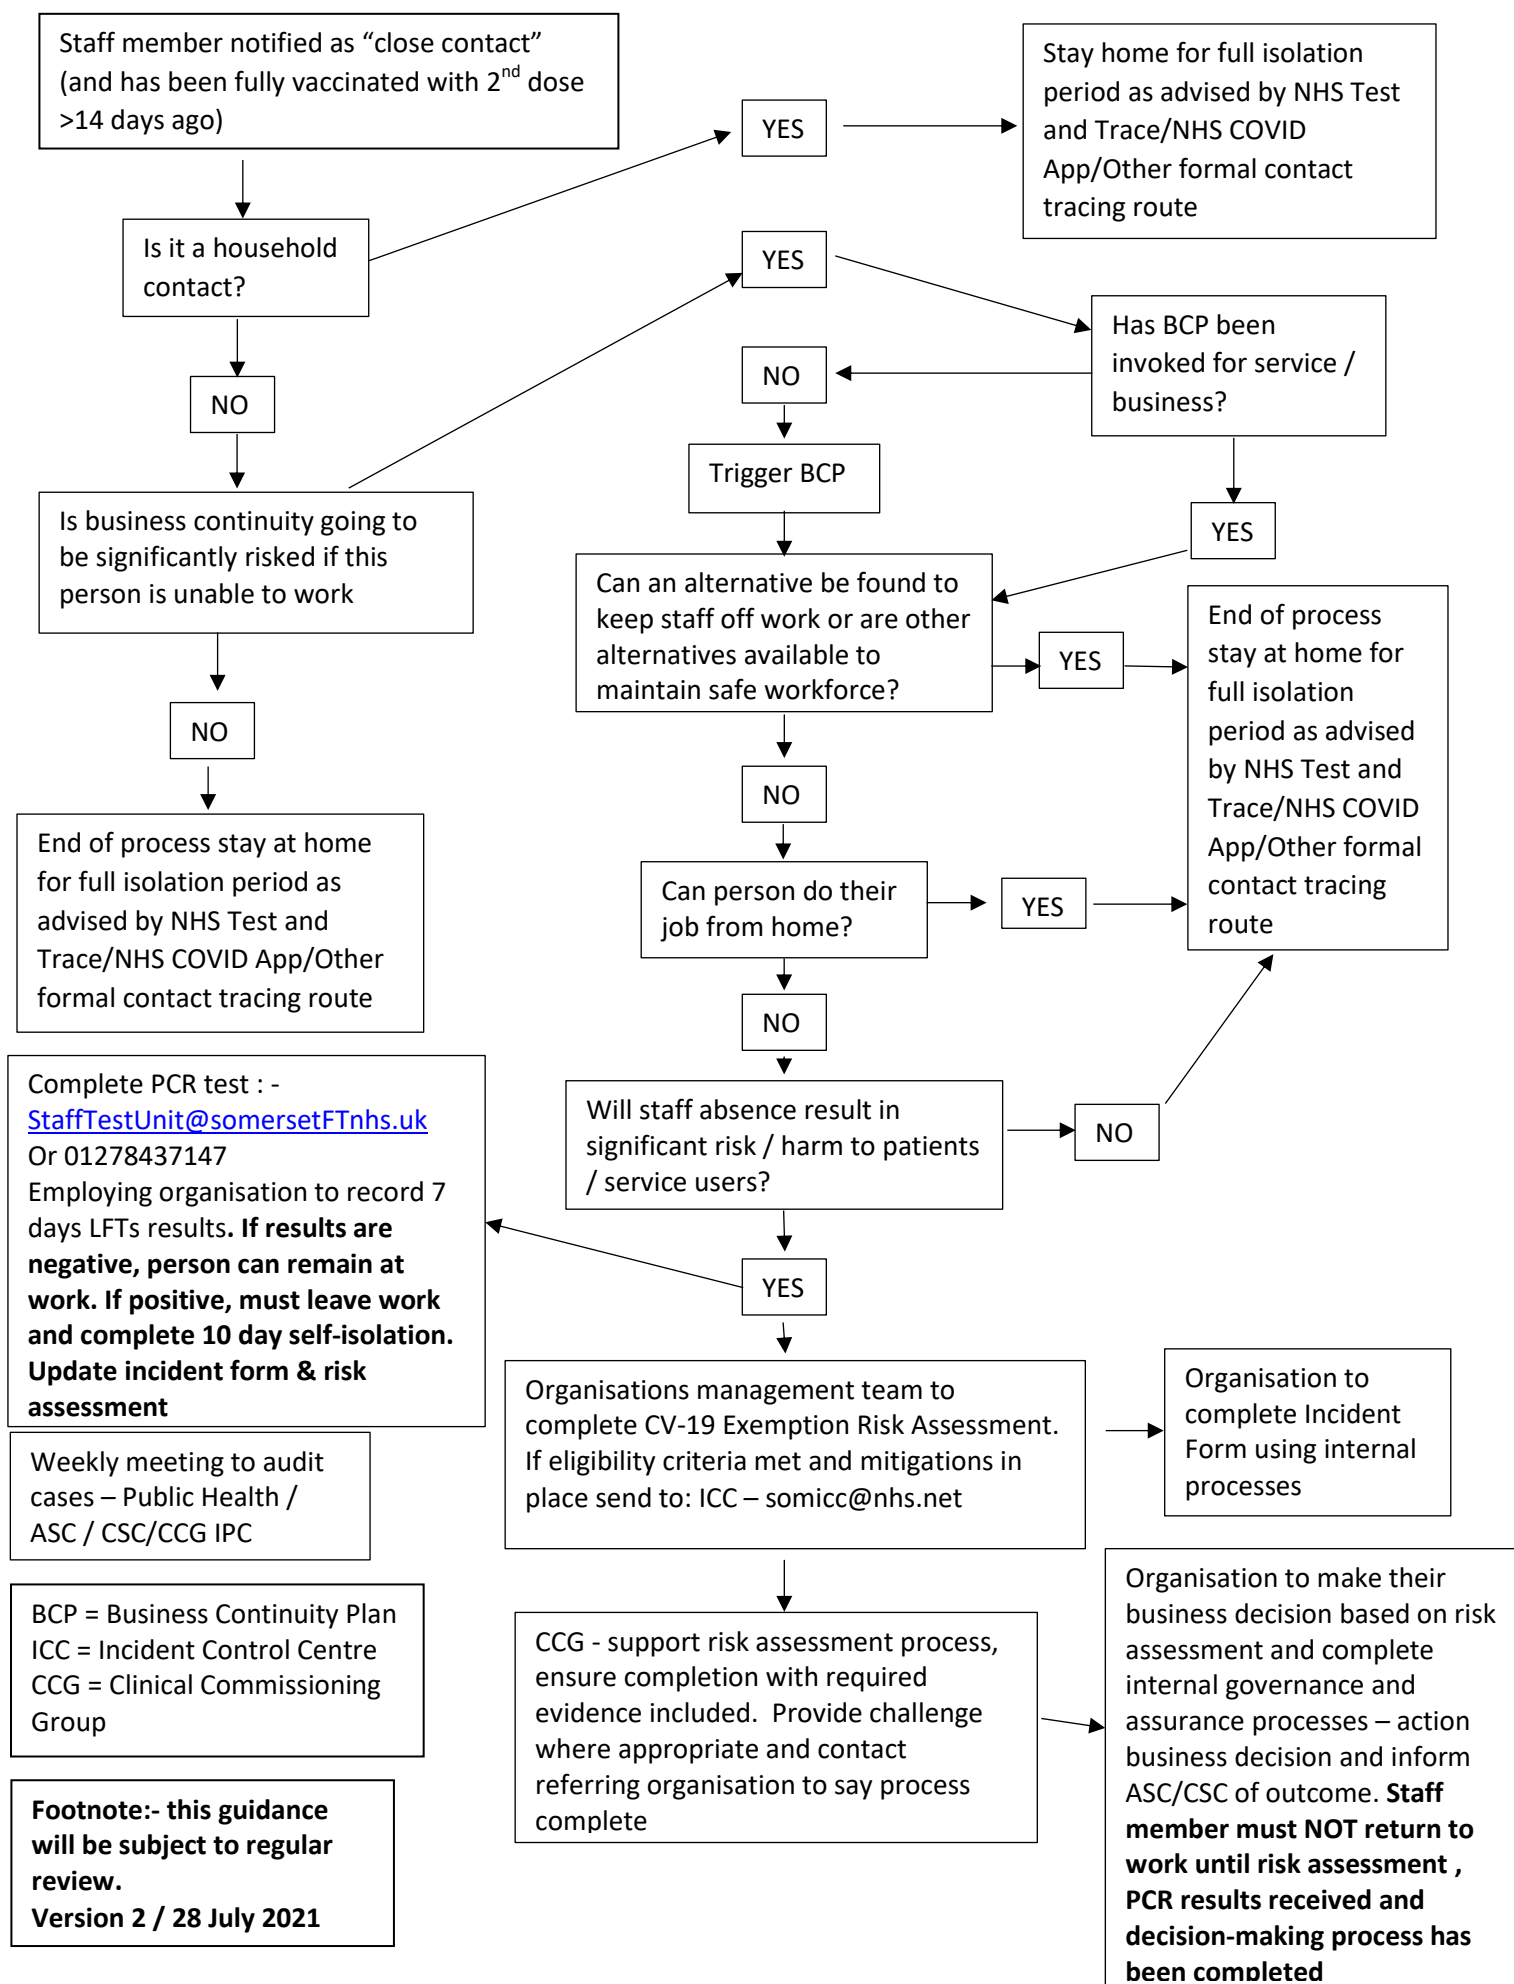 Staff member notified as “close contact”
(and has been fully vaccinated with 2nd dose
>14 days ago)
YES
Stay home for full isolation
period as advised by NHS Test
and Trace/NHS COVID
App/Other formal contact
tracing route
Is it a household
contact?
YES
Has BCP been
invoked for service /
business?
NO
NO
Trigger BCP
YES
Is business continuity going to
be significantly risked if this
person is unable to work
Can an alternative be found to
keep staff off work or are other
alternatives available to
maintain safe workforce?
YES
End of process
stay at home for
full isolation
period as advised
by NHS Test and
Trace/NHS COVID
App/Other formal
contact tracing
route
NO
NO
End of process stay at home
for full isolation period as
advised by NHS Test and
Trace/NHS COVID App/Other
formal contact tracing route
Can person do their
job from home?
YES
NO
Will staff absence result in
significant risk / harm to patients
/ service users?
NO
YES
Complete PCR test : -
StaffTestUnit@somersetFTnhs.uk
Or 01278437147
Employing organisation to record 7
days LFTs results. If results are
negative, person can remain at
work. If positive, must leave work
and complete 10 day self-isolation.
Update incident form & risk
assessment
Organisations management team to
complete CV-19 Exemption Risk Assessment.
If eligibility criteria met and mitigations in
place send to: ICC – somicc@nhs.net
Organisation to
complete Incident
Form using internal
processes
Weekly meeting to audit
cases – Public Health /
ASC / CSC/CCG IPC
BCP = Business Continuity Plan
ICC = Incident Control Centre
CCG = Clinical Commissioning
Group
CCG - support risk assessment process,
ensure completion with required
evidence included.  Provide challenge
where appropriate and contact
referring organisation to say process
complete
Organisation to make their
business decision based on risk
assessment and complete
internal governance and
assurance processes – action
business decision and inform
ASC/CSC of outcome. Staff
member must NOT return to
work until risk assessment ,
PCR results received and
decision-making process has
been completed
Footnote:- this guidance
will be subject to regular
review.
Version 2 / 28 July 2021